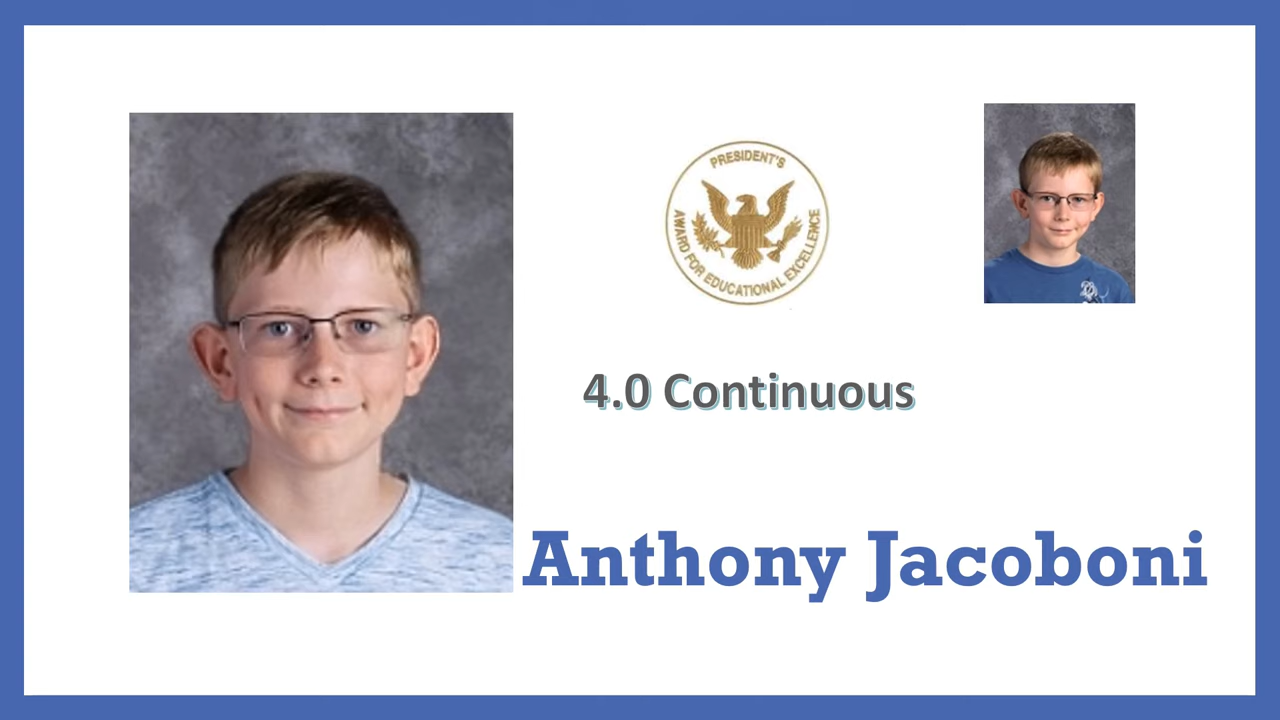 PRESIDENT'S
AWARD FOR EDUCATIONAL EXCELLENCE
4.0 Continuous
Anthony Jacoboni